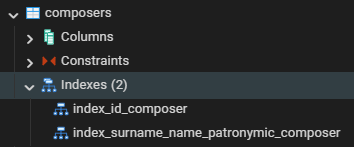 composers
Columns
Constraints
Indexes (2)
index_id_composer
index_surname_name_patronymic_composer